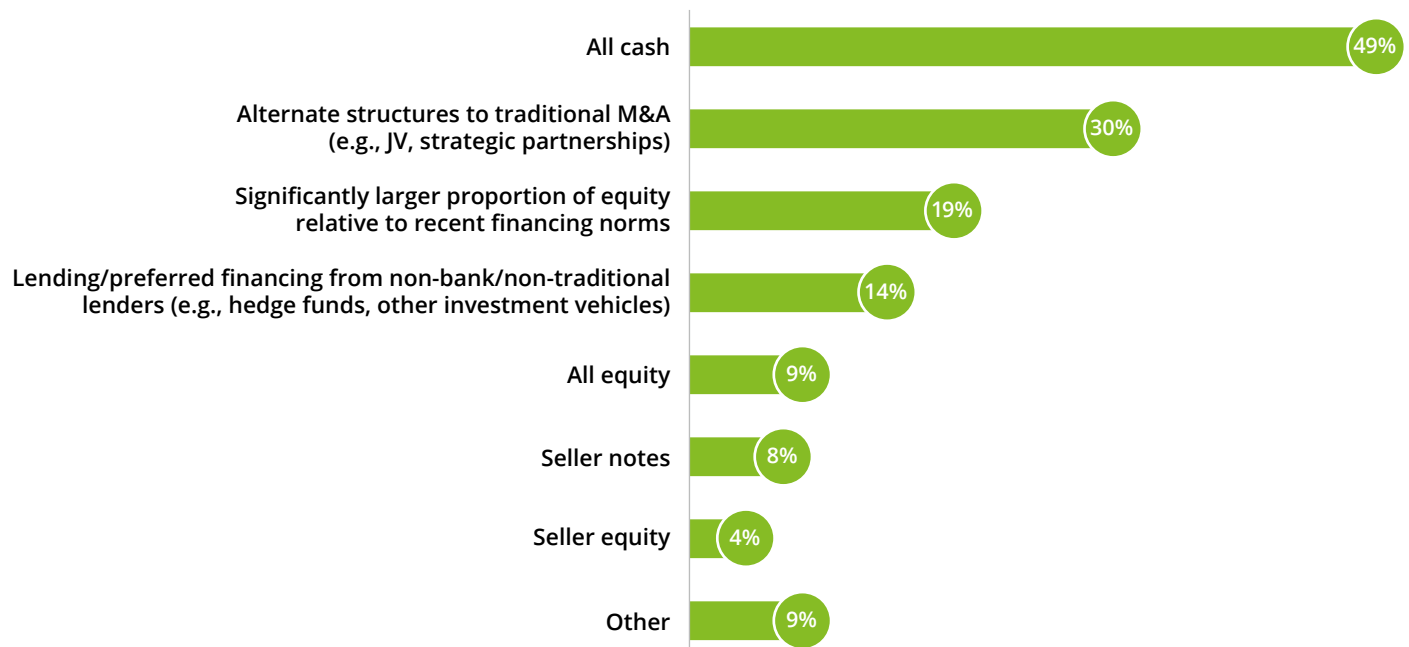 All cash
49%
Alternate structures to traditional M&A
(e.g., JV, strategic partnerships)
30%
Significantly larger proportion of equity
relative to recent financing norms
19%
Lending/preferred financing from non-bank/non-traditional
lenders (e.g., hedge funds, other investment vehicles)
14%
All equity
9%
Seller notes
8%
Seller equity
4%
Other
9%